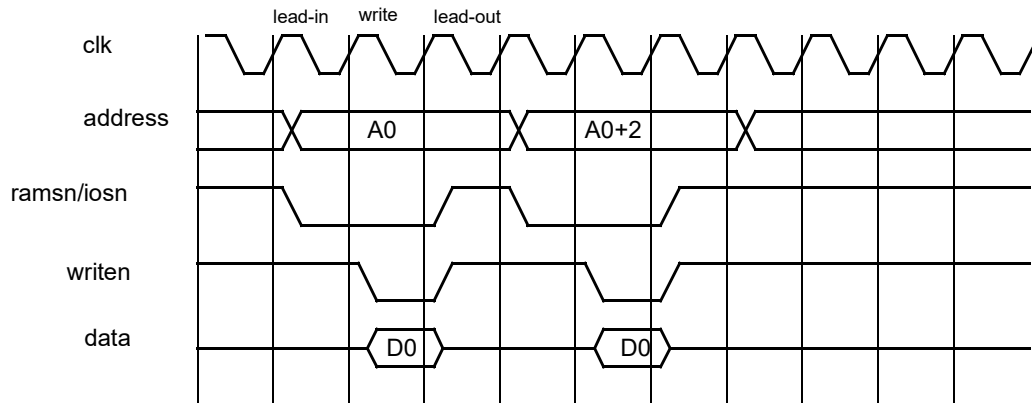 lead-in write lead-out
clk
address A0 A0+2
ramsn/iosn
writen
data D0 D0